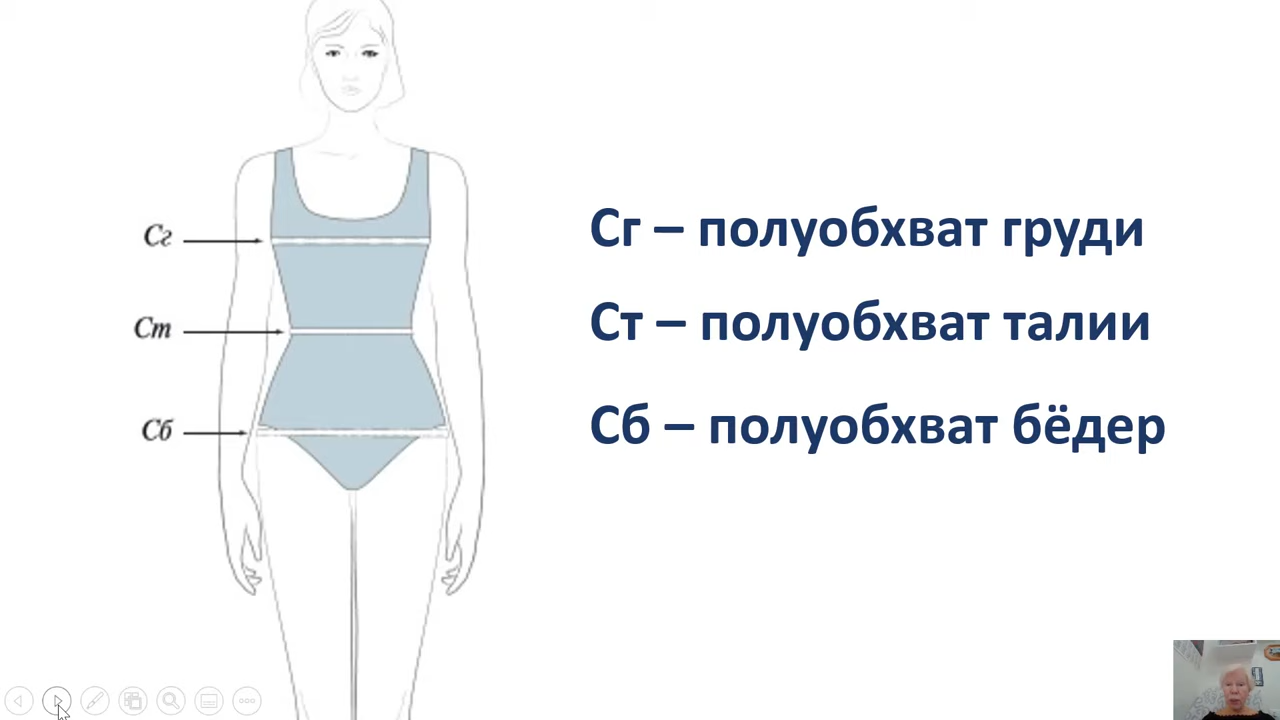 Сг
Сг – полуобхват груди
Ст
Ст – полуобхват талии
Сб
Сб – полуобхват бёдер